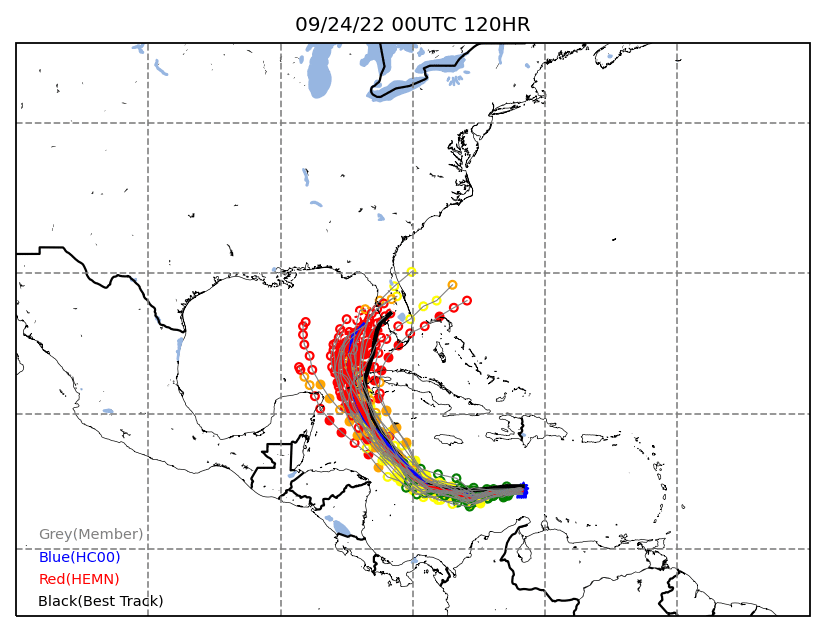 09/24/22 00UTC 120HR
Grey(Member)
Blue(HC00)
Red(HEMN)
Black(Best Track)